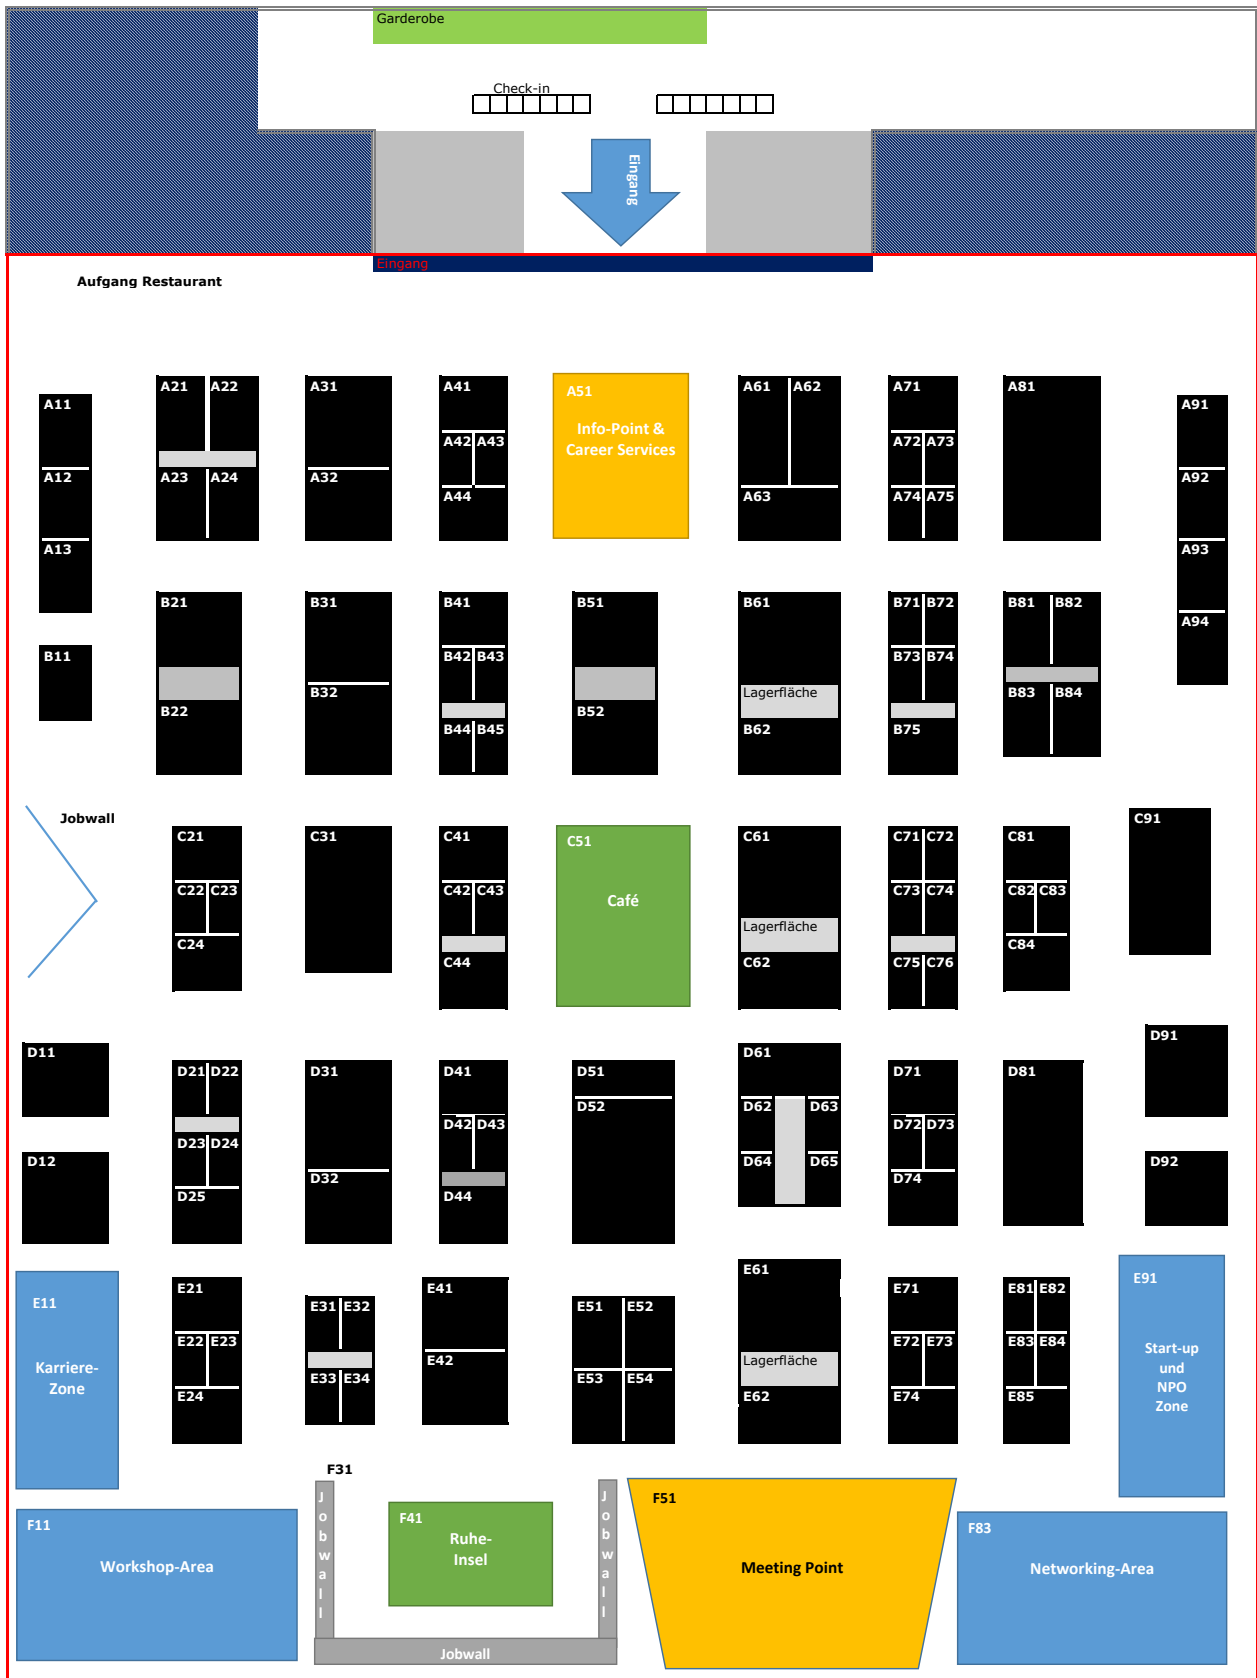 Garderobe
Check-in
Eingang
Eingang
Aufgang Restaurant
A11
A12
A13
A21 A22
A23 A24
A31
A32
A41
A42 A43
A44
A51
Info-Point &
Career Services
A61 A62
A63
A71
A72 A73
A74 A75
A81
A91
A92
A93
A94
B11
B21
B22
B31
B32
B41
B42 B43
B44 B45
B51
B52
B61
Lagerfläche
B62
B71 B72
B73 B74
B75
B81 B82
B83 B84
Jobwall
C21
C22 C23
C24
C31
C41
C42 C43
C44
C51
Café
C61
Lagerfläche
C62
C71 C72
C73 C74
C75 C76
C81
C82 C83
C84
C91
D11
D12
D21 D22
D23 D24
D25
D31
D32
D41
D42 D43
D44
D51
D52
D61
D62 D63
D64 D65
D71
D72 D73
D74
D81
D91
D92
E11
Karriere-
Zone
E21
E22 E23
E24
E31 E32
E33 E34
E41
E42
E51 E52
E53 E54
E61
Lagerfläche
E62
E71
E72 E73
E74
E81 E82
E83 E84
E85
E91
Start-up
und
NPO
Zone
F11
Workshop-Area
F31
Jobwall
F41
Ruhe-
Insel
Jobwall
Jobwall
F51
Meeting Point
F83
Networking-Area